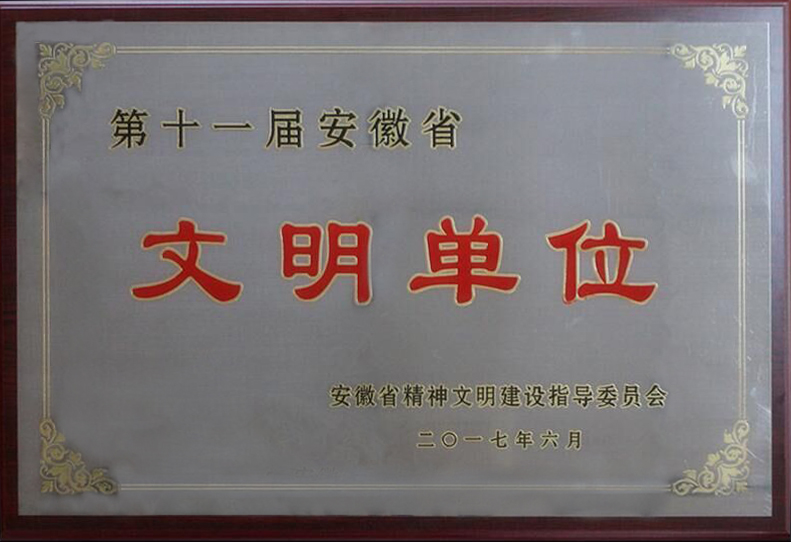 第十一届安徽省
文明单位
安徽省精神文明建设指导委员会
二〇一七年六月